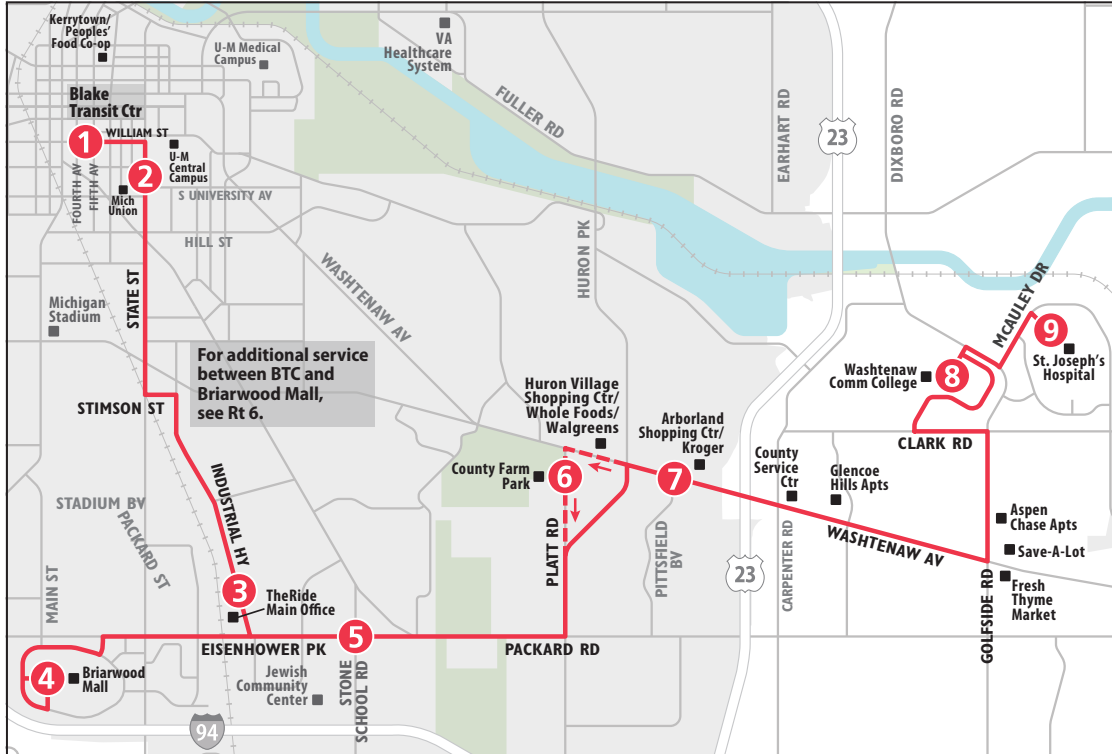 Kerrytown/
Peoples'
Food Co-op
U-M Medical
Campus
VA
Healthcare
System
FULLER RD
EARHART RD
23
DIXBORO RD
Blake
Transit Ctr
1
WILLIAM ST
2
U-M
Central
Campus
FOURTH AV
FIFTH AV
Mich
Union
S UNIVERSITY AV
HILL ST
WASHTENAW AV
HURON PK
STATE ST
Michigan
Stadium
MCAULEY DR
9
St. Joseph's
Hospital
8
Washtenaw
Comm College
For additional service
between BTC and
Briarwood Mall,
see Rt 6.
STIMSON ST
Huron Village
Shopping Ctr/
Whole Foods/
Walgreens
Arborland
Shopping Ctr/
Kroger
CLARK RD
County Farm
Park
6
7
County
Service
Ctr
Glencoe
Hills Apts
STADIUM BV
PACKARD ST
INDUSTRIAL HY
PLATT RD
PITTSFIELD
BV
WASHTENAW AV
Aspen
Chase Apts
Save-A-Lot
Fresh
Thyme
Market
MAIN ST
3
TheRide
Main Office
23
CARPENTER RD
GOLFSIDE RD
5
EISENHOWER PK
PACKARD RD
4
Briarwood
Mall
Jewish
Community
Center
STONE
SCHOOL RD
94